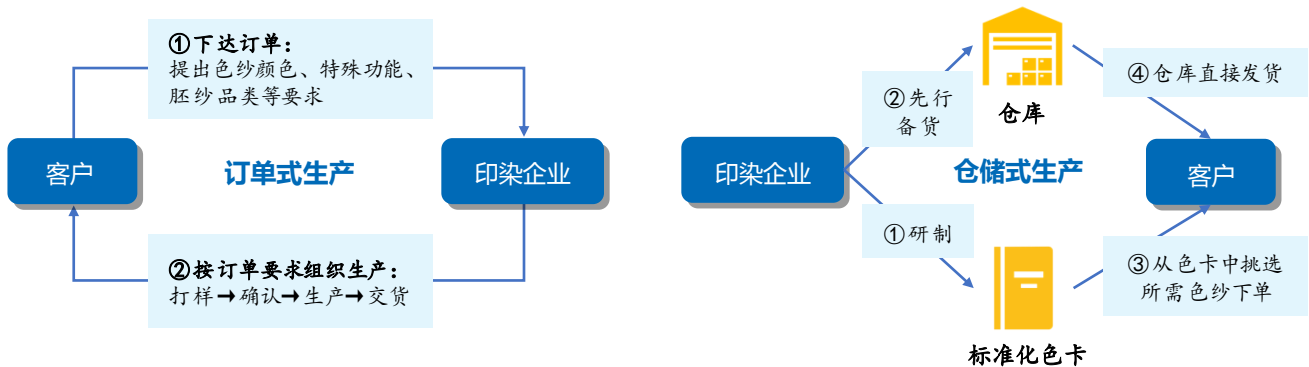 ①下达订单：
提出色纱颜色、特殊功能、
胚纱品类等要求
客户
订单式生产
印染企业
②按订单要求组织生产：
打样→确认→生产→交货
仓库
②先行
备货
④仓库直接发货
印染企业
仓储式生产
客户
①研制
③从色卡中挑选
所需色纱下单
标准化色卡